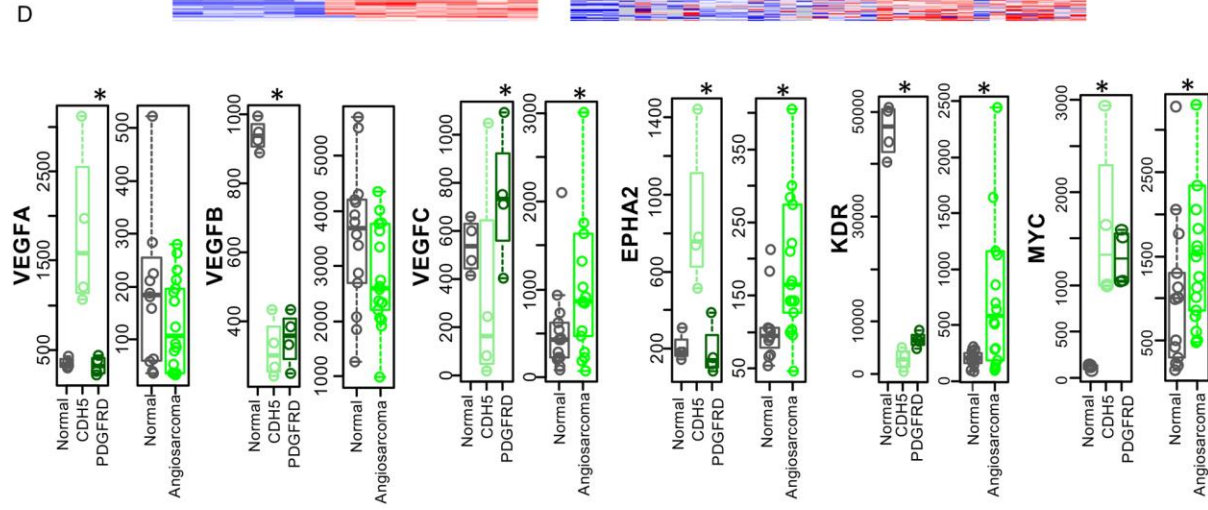 D
*
VEGFA
500
1500
2500
Normal
CDH5
PDGFRD
100
200
300
400
500
Normal
Angiosarcoma
*
VEGFB
400
600
800
1000
Normal
CDH5
PDGFRD
1000
2000
3000
4000
5000
Normal
Angiosarcoma
*
VEGFC
0
200
400
600
800
1000
Normal
CDH5
PDGFRD
*
0
1000
2000
3000
Normal
Angiosarcoma
*
EPHA2
200
600
1000
1400
Normal
CDH5
PDGFRD
*
50
150
250
350
Normal
Angiosarcoma
*
KDR
0
10000
30000
50000
Normal
CDH5
PDGFRD
*
0
500
1000
1500
2000
2500
Normal
Angiosarcoma
*
MYC
0
1000
2000
3000
Normal
CDH5
PDGFRD
*
500
1500
2500
Normal
Angiosarcoma